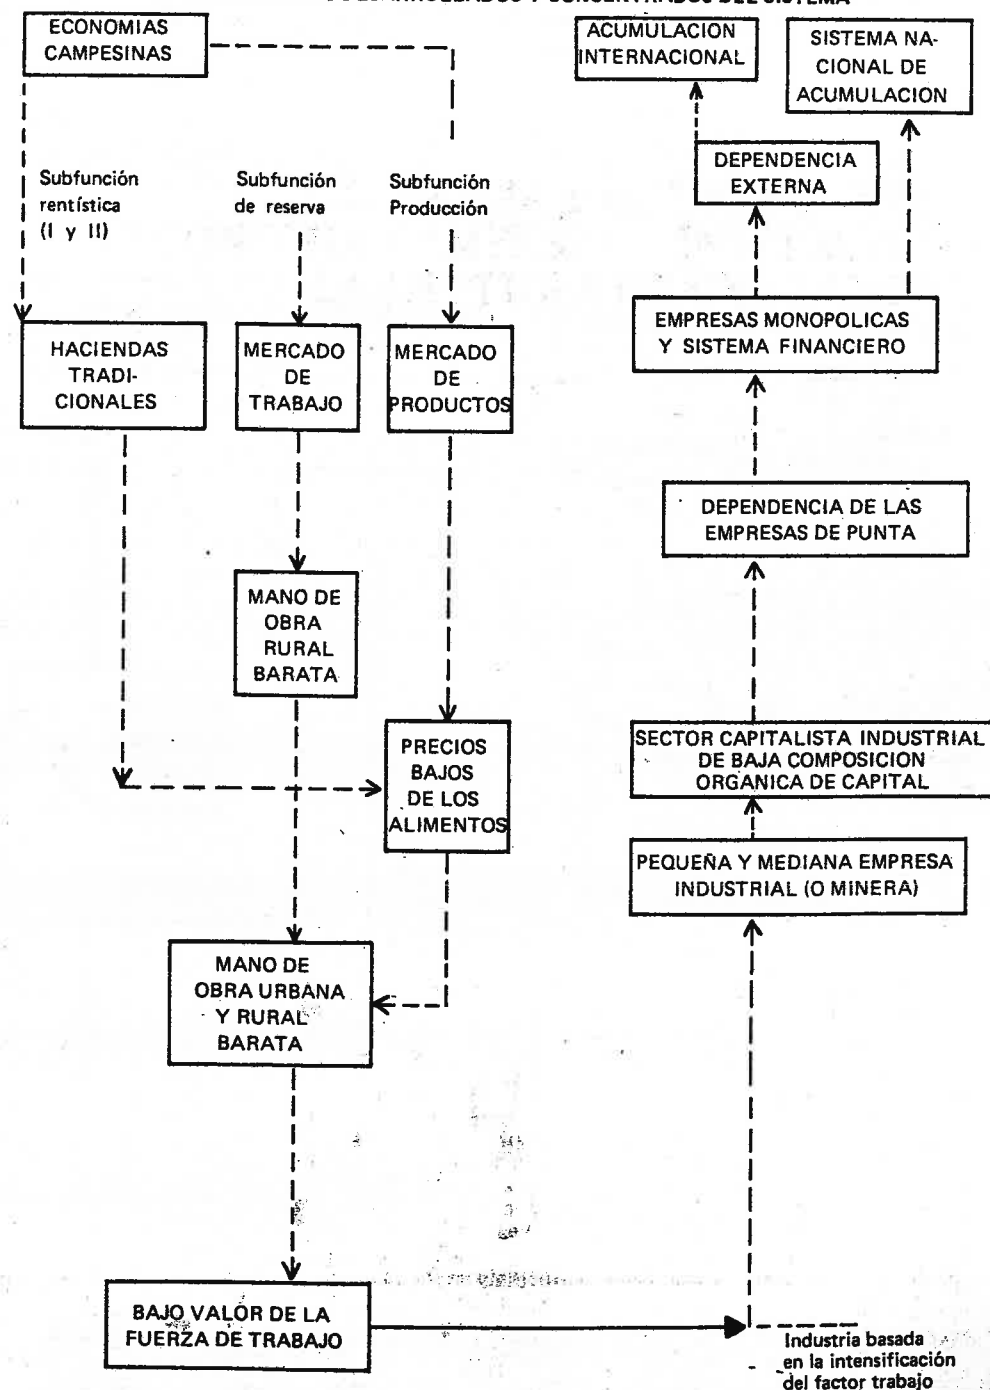 ECONOMIAS
CAMPESINAS
ACUMULACION
INTERNACIONAL
SISTEMA NA-
CIONAL DE
ACUMULACION
DEPENDENCIA
EXTERNA
Subfunción
rentística
(I y II)
Subfunción
de reserva
Subfunción
Producción
HACIENDAS
TRADI-
CIONALES
MERCADO
DE
TRABAJO
MERCADO
DE
PRODUCTOS
EMPRESAS MONOPOLICAS
Y SISTEMA FINANCIERO
DEPENDENCIA DE LAS
EMPRESAS DE PUNTA
MANO DE
OBRA
RURAL
BARATA
PRECIOS
BAJOS
DE LOS
ALIMENTOS
SECTOR CAPITALISTA INDUSTRIAL
DE BAJA COMPOSICION
ORGANICA DE CAPITAL
PEQUEÑA Y MEDIANA EMPRESA
INDUSTRIAL (O MINERA)
MANO DE
OBRA URBANA
Y RURAL
BARATA
BAJO VALOR DE LA
FUERZA DE TRABAJO
Industria basada
en la intensificación
del factor trabajo